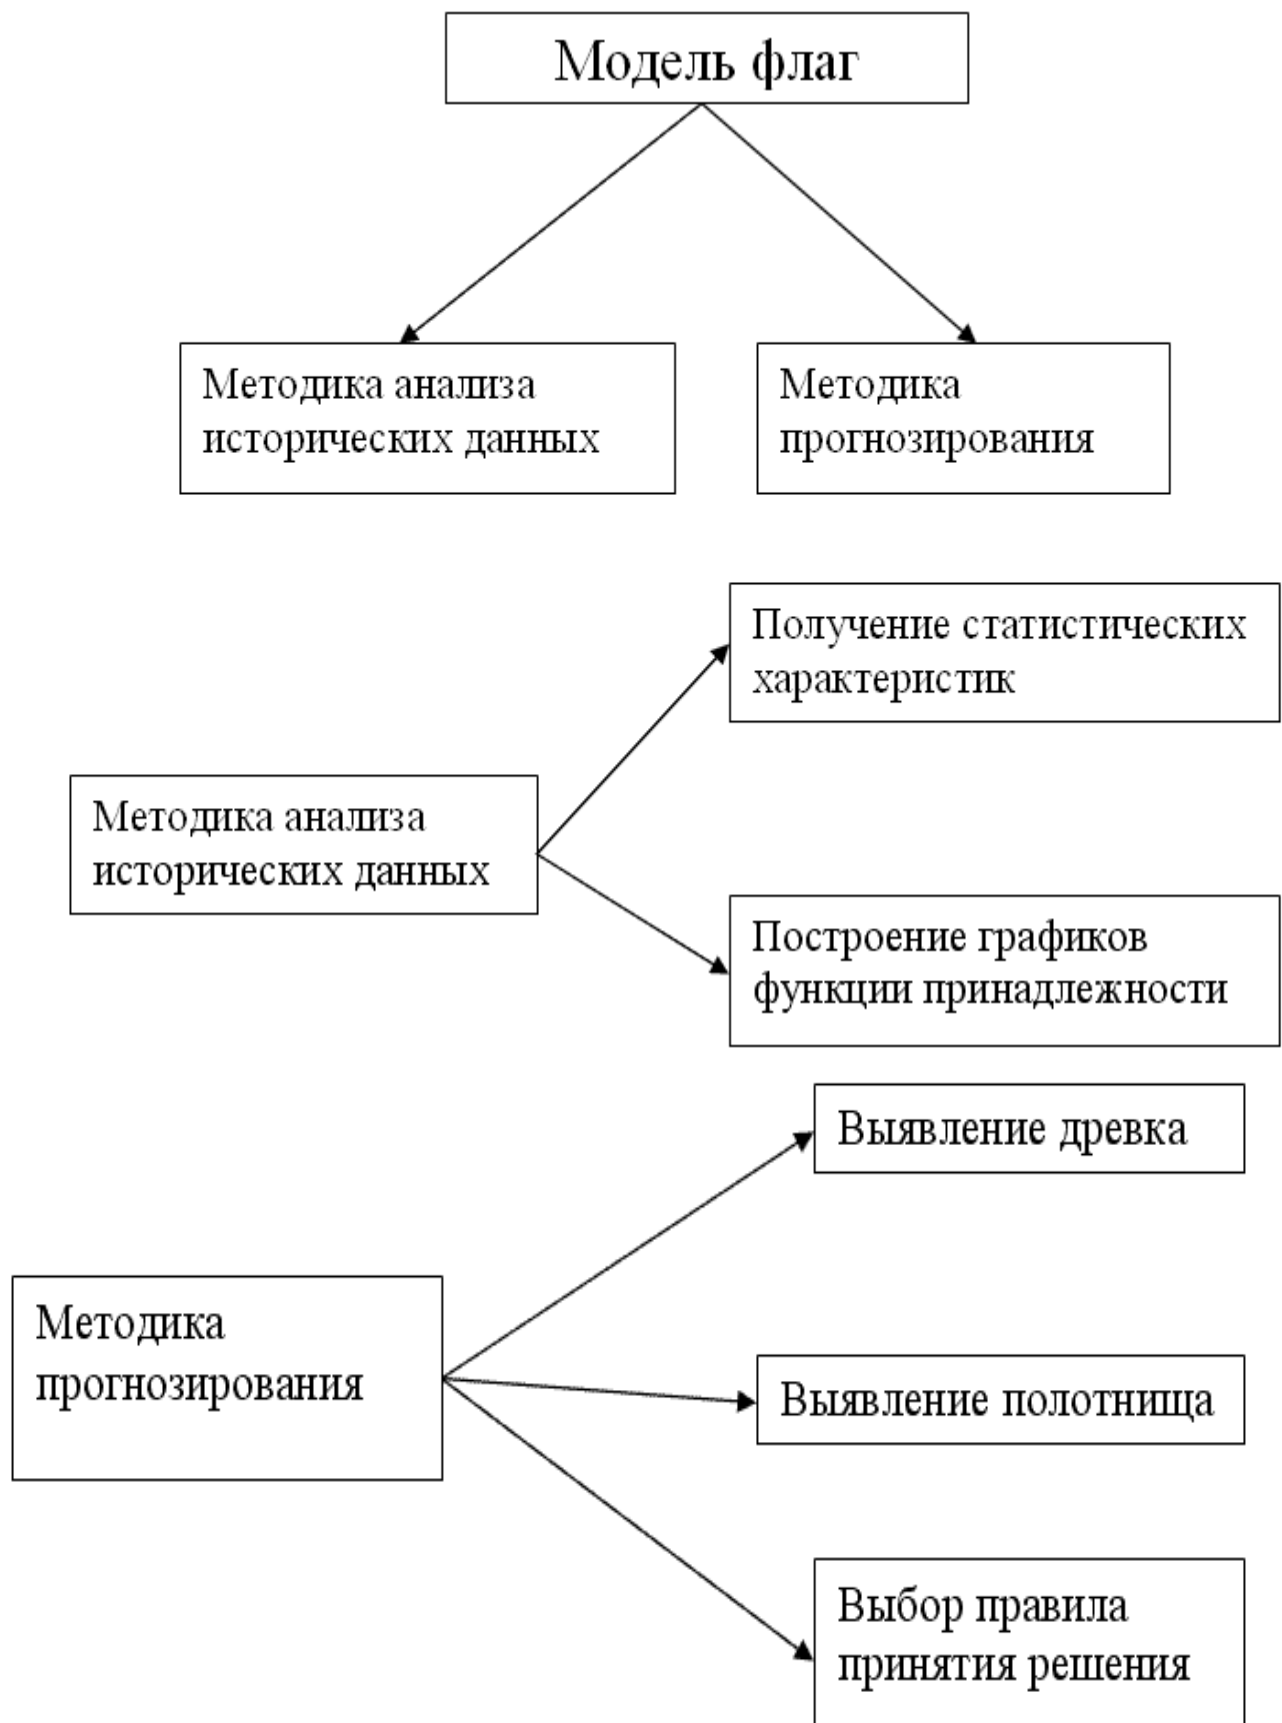 Модель флаг
Методика анализа
исторических данных
Методика
прогнозирования
Получение статистических
характеристик
Методика анализа
исторических данных
Построение графиков
функции принадлежности
Выявление древка
Методика
прогнозирования
Выявление полотнища
Выбор правила
принятия решения